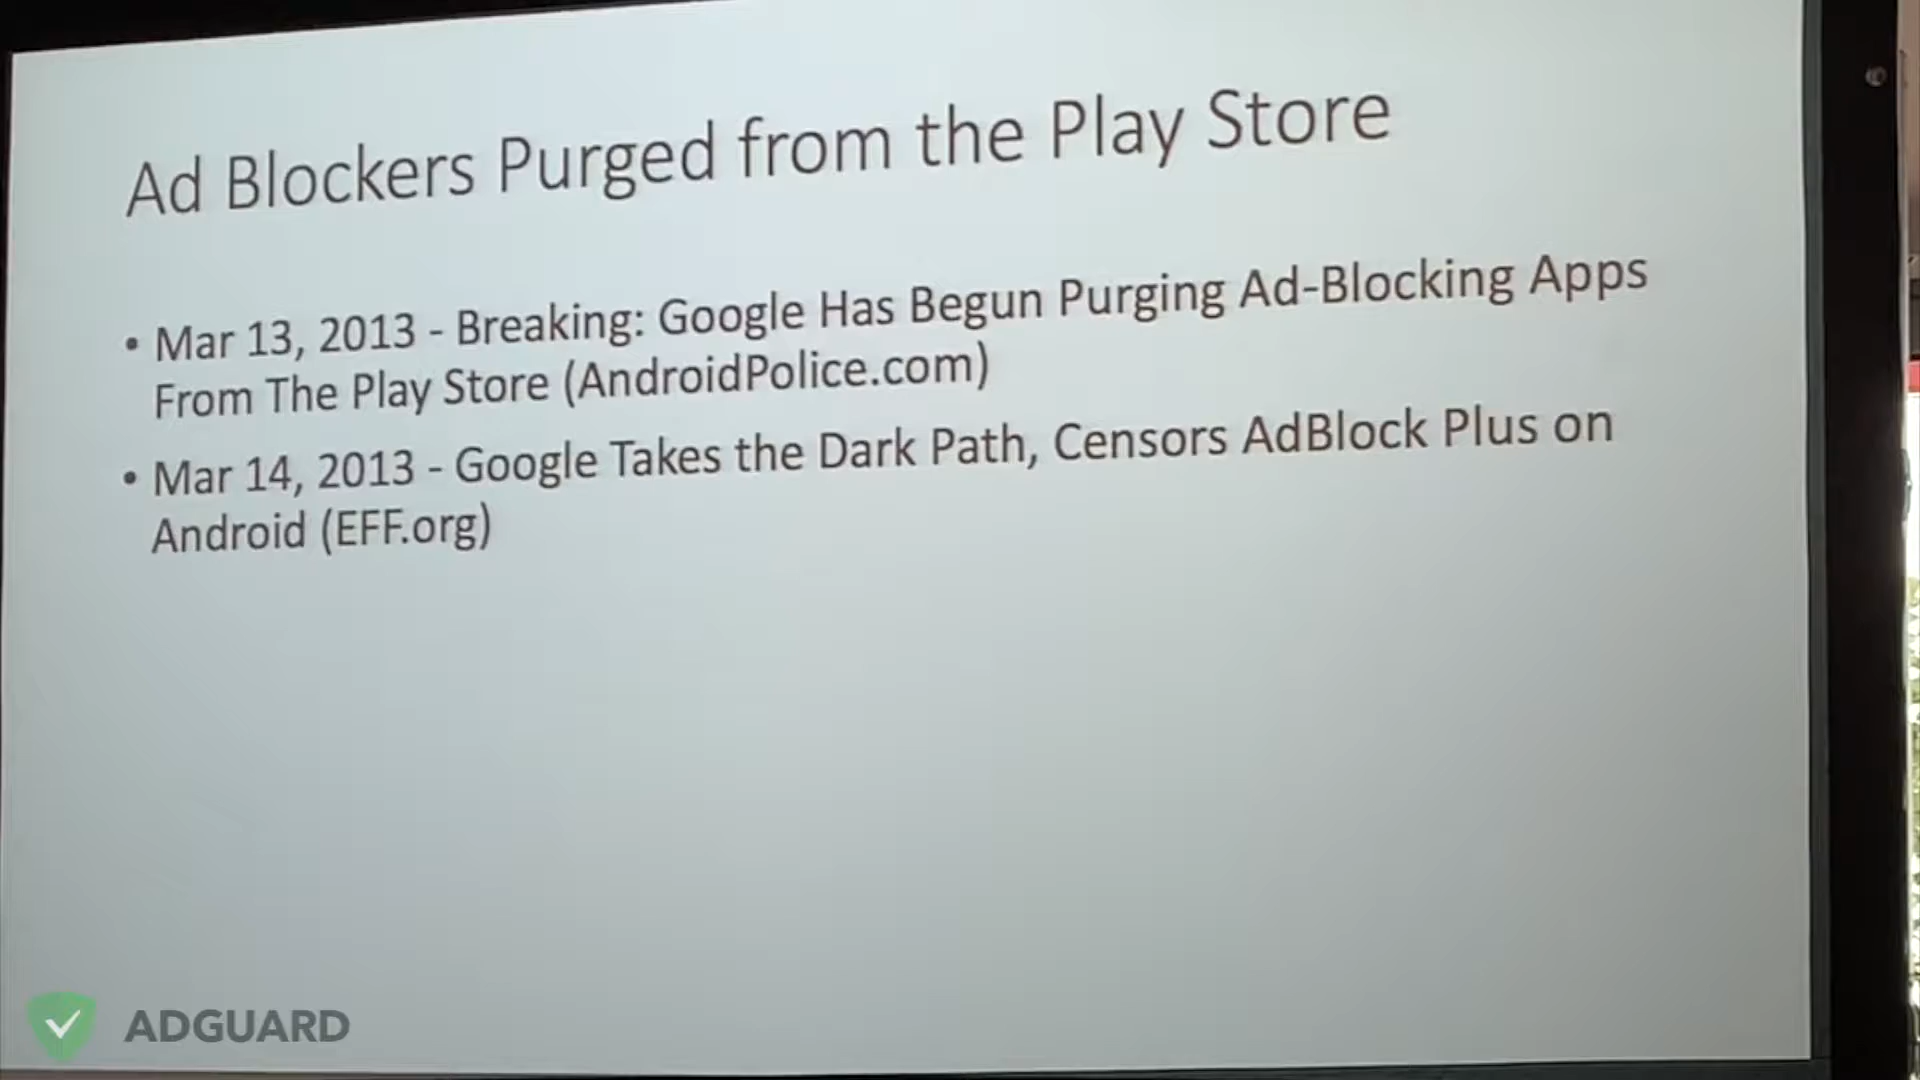 Ad Blockers Purged from the Play Store
• Mar 13, 2013 - Breaking: Google Has Begun Purging Ad-Blocking Apps
From The Play Store (AndroidPolice.com)
• Mar 14, 2013 - Google Takes the Dark Path, Censors AdBlock Plus on
Android (EFF.org)
ADGUARD